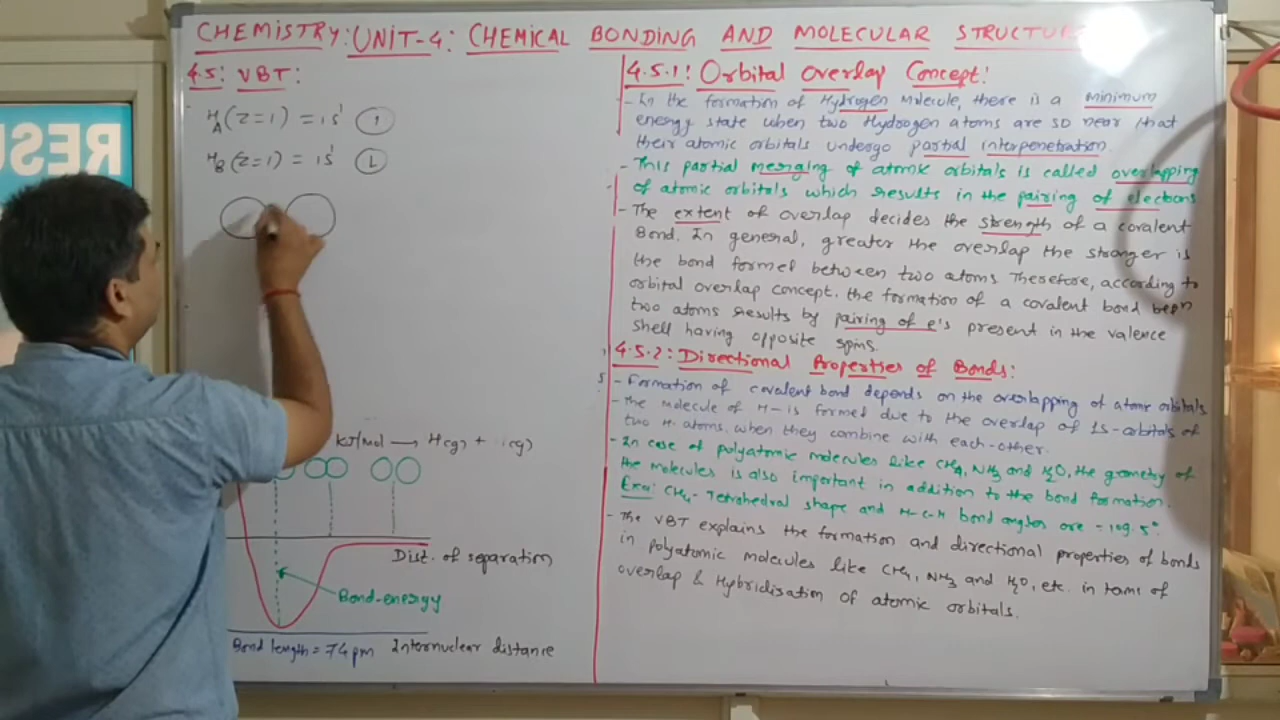 CHEMISTRY: UNIT-4: CHEMICAL BONDING AND MOLECULAR STRUCTUR
4.5: VBT:
HA(Z=1) = 1s1 1
HB(Z=1) = 1s1 1
RESU
KJ/mol → H(g) + (g)
Dist. of separation
Bond-energy
Bond length = 74pm Internuclear distance
4.5.1: Orbital Overlap Concept:
- In the formation of Hydrogen Molecule, there is a minimum
energy state when two Hydrogen atoms are so near that
their atomic orbitals undergo partial interpenetration.
- This partial merging of atomic orbitals is called overlapping
of atomic orbitals which results in the pairing of electrons
- The extent of overlap decides the strength of a covalent
Bond. In general, greater the overlap the stronger is
the bond formed between two atoms Therefore, according to
orbital overlap concept, the formation of a covalent bond
two atoms results by pairing of e's present in the valence
shell having opposite spins.
4.5.2: Directional Properties of Bonds:
- Formation of covalent bond depends on the overlapping of atomic orbitals
- The molecule of H- is formed due to the overlap of 1S-orbitals of
two H- atoms, when they combine with each-other.
- In case of polyatomic molecules like CH4, NH3 and H2O, the geometry of
the molecules is also important in addition to the bond formation.
Exa: CH4- Tetrahedral shape and H-C-H bond angles are = 109.5°
- The VBT explains the formation and directional properties of bonds
in polyatomic molecules like CH4, NH3 and H2O, etc. in tams of
overlap & Hybridisation of atomic orbitals.